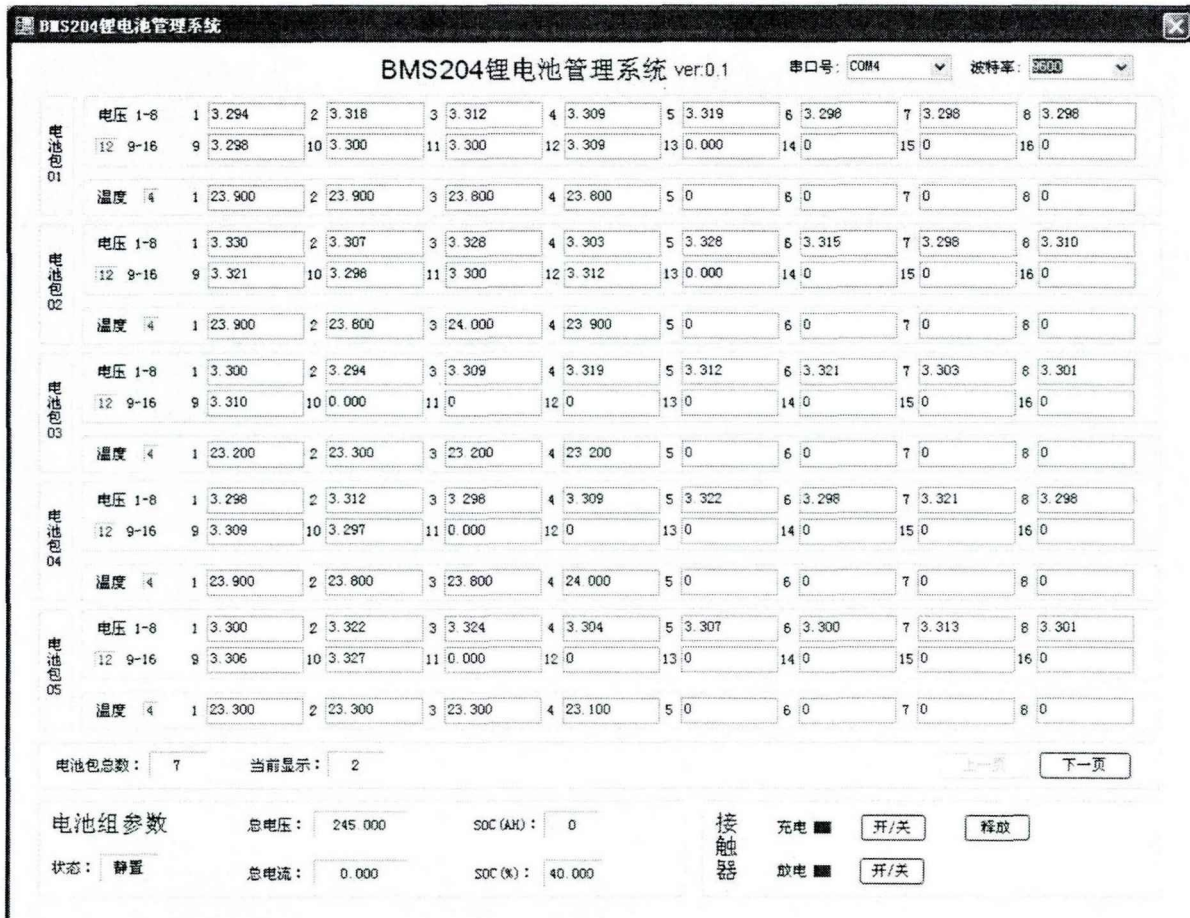 BMS204锂电池管理系统
BMS204锂电池管理系统 ver:0.1 串口号: COM4 波特率: 9600
电池包01
电压 1-8 1 3.294 2 3.318 3 3.312 4 3.309 5 3.319 6 3.298 7 3.298 8 3.298
12 9-16 9 3.298 10 3.300 11 3.300 12 3.309 13 0.000 14 0 15 0 16 0
温度 4 1 23.900 2 23.900 3 23.800 4 23.800 5 0 6 0 7 0 8 0
电池包02
电压 1-8 1 3.330 2 3.307 3 3.328 4 3.303 5 3.328 6 3.315 7 3.298 8 3.310
12 9-16 9 3.321 10 3.298 11 3 300 12 3.312 13 0.000 14 0 15 0 16 0
温度 4 1 23.900 2 23.800 3 24.000 4 23 900 5 0 6 0 7 0 8 0
电池包03
电压 1-8 1 3.300 2 3.294 3 3.309 4 3.319 5 3.312 6 3.321 7 3.303 8 3.301
12 9-16 9 3.310 10 0.000 11 0 12 0 13 0 14 0 15 0 16 0
温度 4 1 23.200 2 23.300 3 23.200 4 23 200 5 0 6 0 7 0 8 0
电池包04
电压 1-8 1 3.298 2 3.312 3 3 298 4 3.309 5 3.322 6 3.298 7 3.321 8 3.298
12 9-16 9 3.309 10 3.297 11 0.000 12 0 13 0 14 0 15 0 16 0
温度 4 1 23.900 2 23.800 3 23.800 4 24.000 5 0 6 0 7 0 8 0
电池包05
电压 1-8 1 3.300 2 3.322 3 3.324 4 3.304 5 3.307 6 3.300 7 3.313 8 3.301
12 9-16 9 3.306 10 3.327 11 0.000 12 0 13 0 14 0 15 0 16 0
温度 4 1 23.300 2 23.300 3 23.300 4 23.100 5 0 6 0 7 0 8 0
电池包总数: 7 当前显示: 2 上一页 下一页
电池组参数 总电压: 245.000 SOC(AH): 0 接触器 充电 开/关 释放
状态: 静置 总电流: 0.000 SOC(%): 40.000 放电 开/关